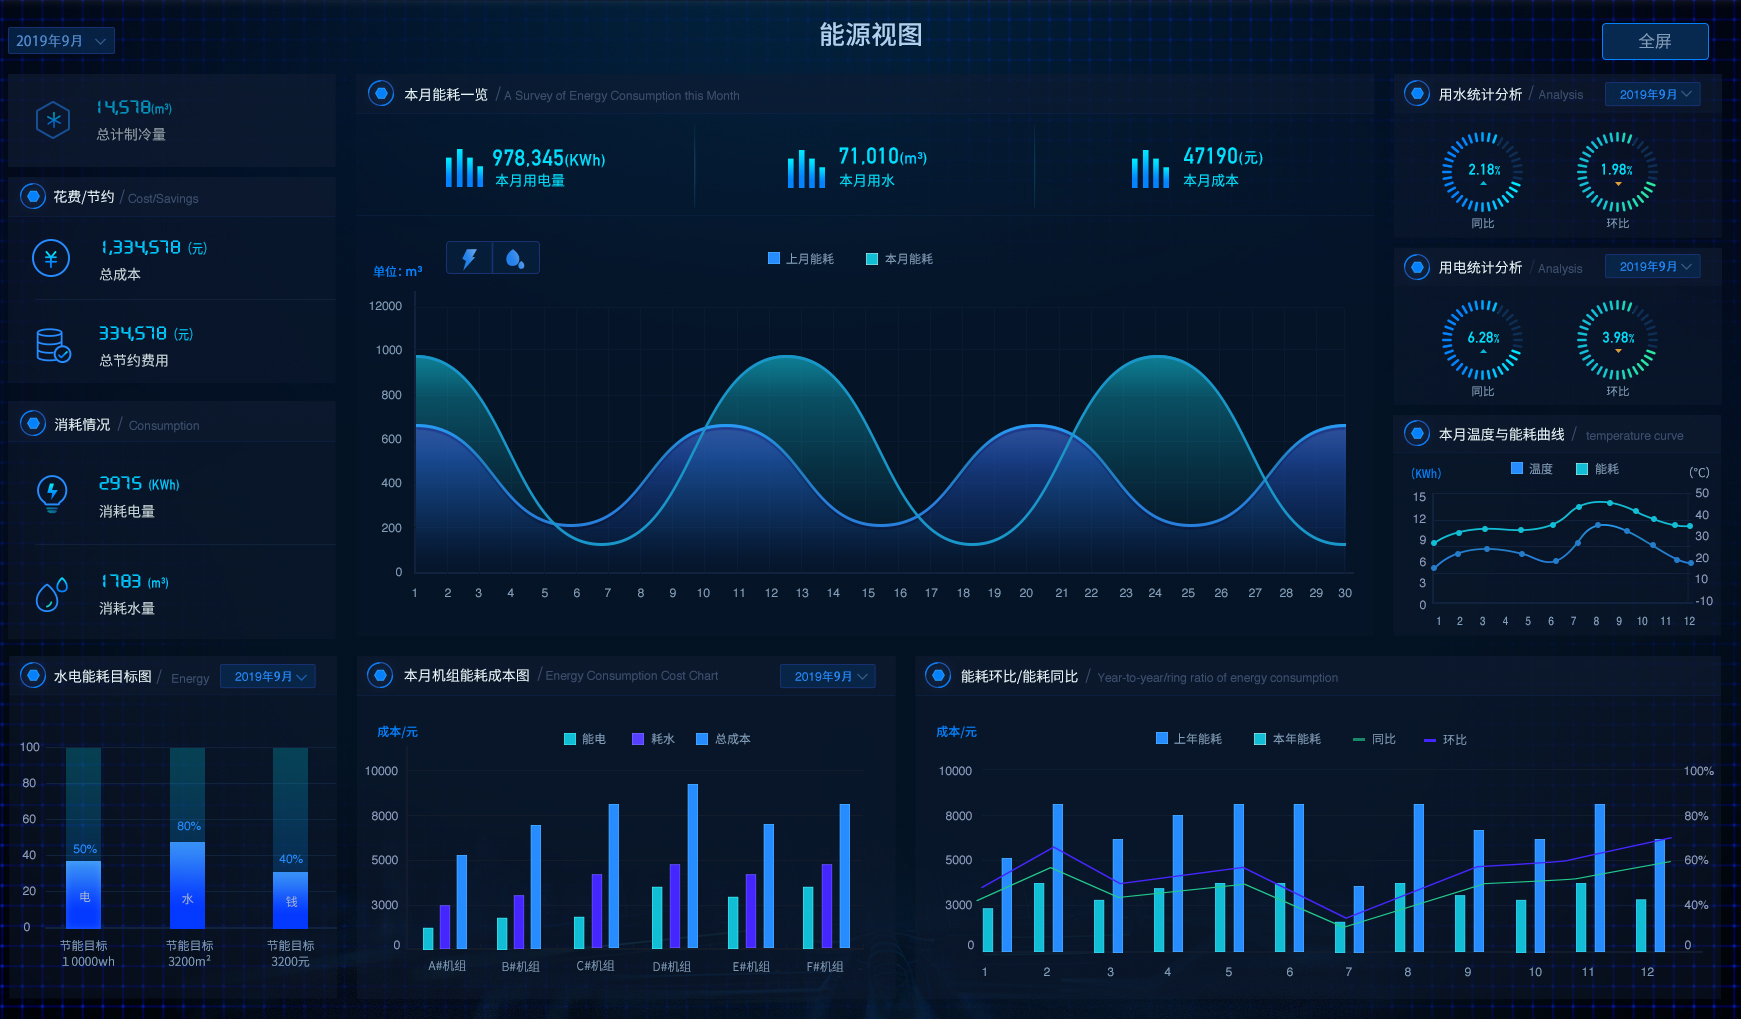 能源视图
2019年9月
全屏
14,578(m³)
总计制冷量
花费/节约 / Cost/Savings
1,334,578 (元)
总成本
334,578 (元)
总节约费用
消耗情况 / Consumption
2975 (KWh)
消耗电量
1783 (m³)
消耗水量
本月能耗一览 / A Survey of Energy Consumption this Month
978,345(KWh)
本月用电量
71,010(m³)
本月用水
47190(元)
本月成本
单位: m³
上月能耗 本月能耗
12000
1000
800
600
400
200
0
1 2 3 4 5 6 7 8 9 10 11 12 13 14 15 16 17 18 19 20 21 22 23 24 25 26 27 28 29 30
用水统计分析 / Analysis 2019年9月
2.18% 1.98%
同比 环比
用电统计分析 / Analysis 2019年9月
6.28% 3.98%
同比 环比
本月温度与能耗曲线 / temperature curve
(KWh) 温度 能耗 (℃)
15 50
12 40
9 30
6 20
3 10
0 -10
1 2 3 4 5 6 7 8 9 10 11 12
水电能耗目标图 / Energy 2019年9月
100
80
60
40
20
0
50% 80% 40%
电 水 钱
节能目标 节能目标 节能目标
10000wh 3200m² 3200元
本月机组能耗成本图 / Energy Consumption Cost Chart 2019年9月
成本/元 能电 耗水 总成本
10000
8000
5000
3000
0
A#机组 B#机组 C#机组 D#机组 E#机组 F#机组
能耗环比/能耗同比 / Year-to-year/ring ratio of energy consumption
成本/元 上年能耗 本年能耗 同比 环比
10000 100%
8000 80%
5000 60%
3000 40%
0 0
1 2 3 4 5 6 7 8 9 10 11 12